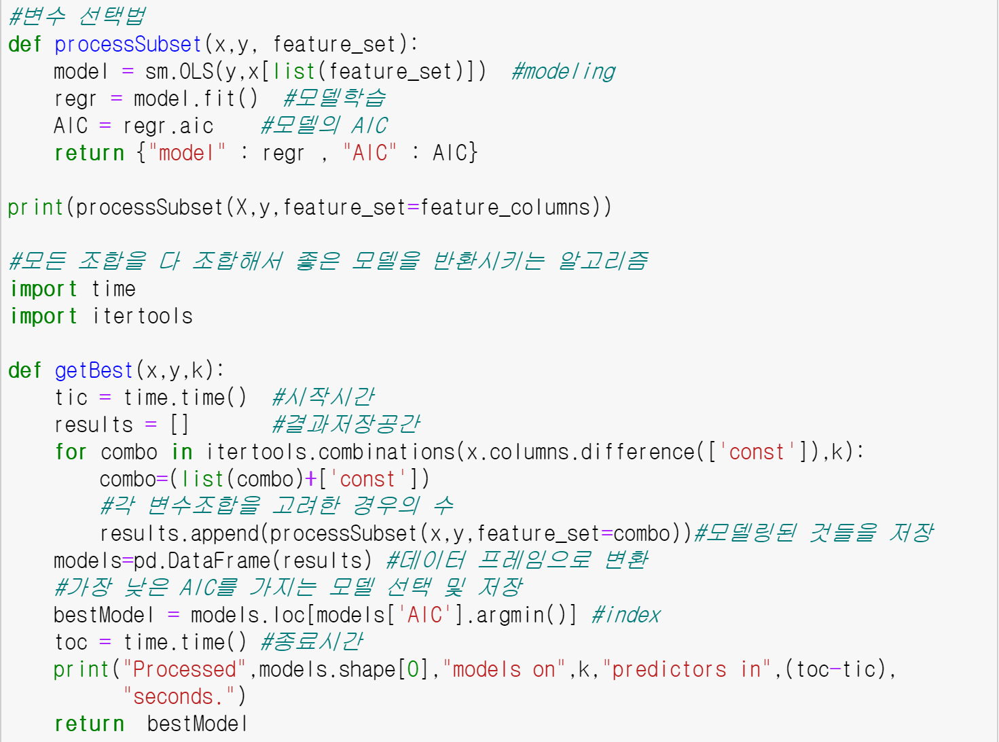 #변수 선택법
def processSubset(x,y, feature_set):
    model = sm.OLS(y,x[list(feature_set)])  #modeling
    regr = model.fit()  #모델학습
    AIC = regr.aic    #모델의 AIC
    return {"model" : regr , "AIC" : AIC}
print(processSubset(X,y,feature_set=feature_columns))
#모든 조합을 다 조합해서 좋은 모델을 반환시키는 알고리즘
import time
import itertools
def getBest(x,y,k):
    tic = time.time()  #시작시간
    results = []       #결과저장공간
    for combo in itertools.combinations(x.columns.difference(['const']),k):
        combo=(list(combo)+['const'])
        #각 변수조합을 고려한 경우의 수
        results.append(processSubset(x,y,feature_set=combo))#모델링된 것들을 저장
    models=pd.DataFrame(results) #데이터 프레임으로 변환
    #가장 낮은 AIC를 가지는 모델 선택 및 저장
    bestModel = models.loc[models['AIC'].argmin()] #index
    toc = time.time() #종료시간
    print("Processed",models.shape[0],"models on",k,"predictors in",(toc-tic),
          "seconds.")
    return  bestModel